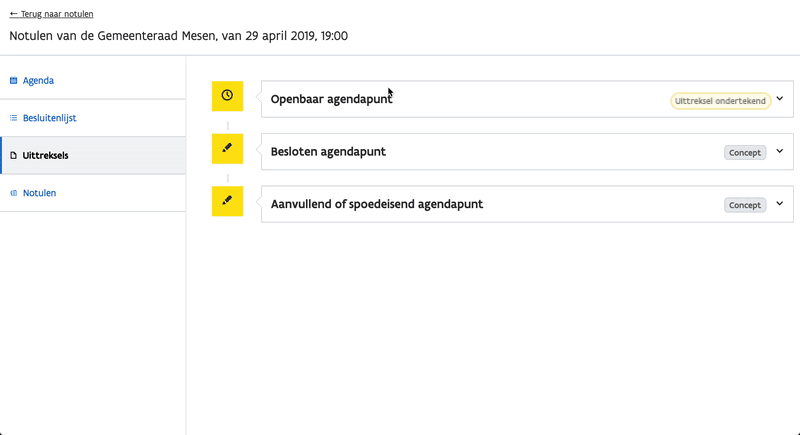 ← Terug naar notulen
Notulen van de Gemeenteraad Mesen, van 29 april 2019, 19:00
Agenda
Besluitenlijst
Uittreksels
Notulen
Openbaar agendapunt
Uittreksel ondertekend
Besloten agendapunt
Concept
Aanvullend of spoedeisend agendapunt
Concept